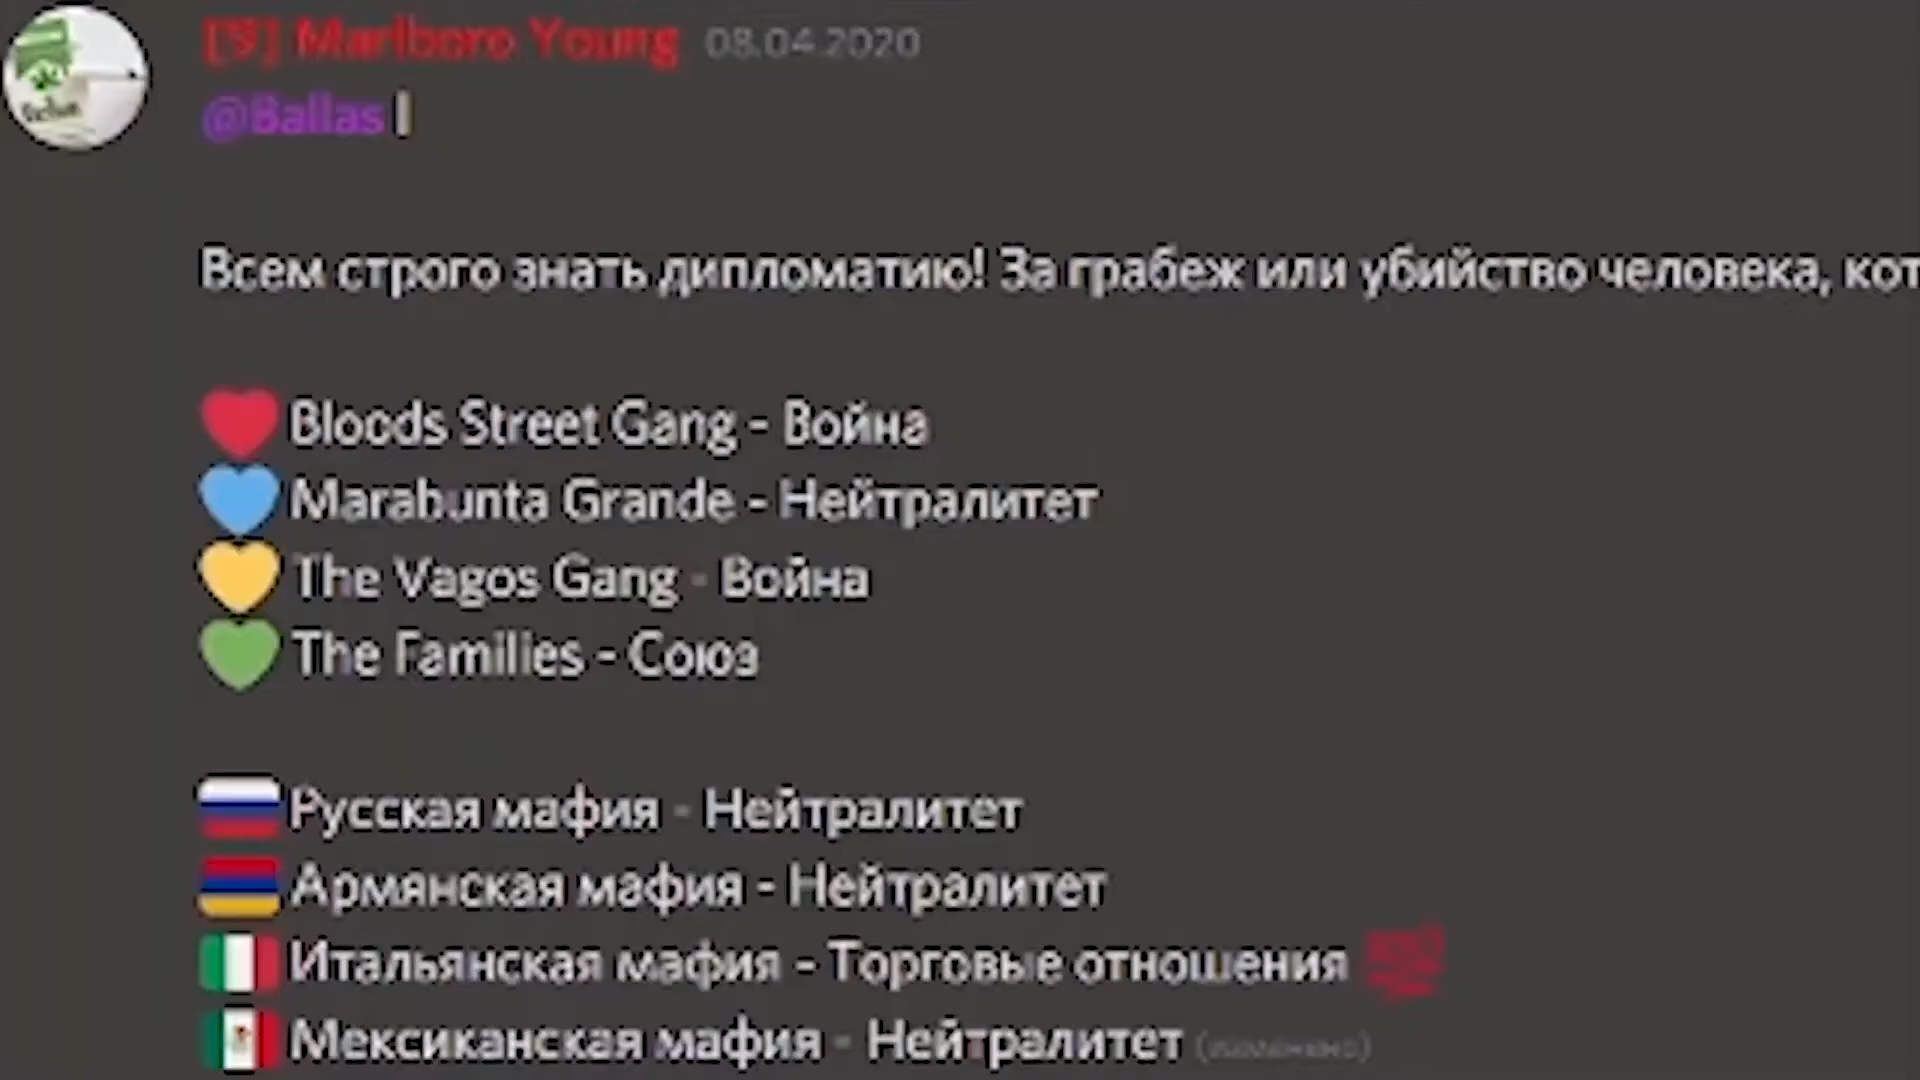 [9] Marlboro Young 08.04.2020
@Ballas |
Всем строго знать дипломатию! За грабеж или убийство человека, кот
Bloods Street Gang - Война
Marabunta Grande - Нейтралитет
The Vagos Gang - Война
The Families - Союз
Русская мафия - Нейтралитет
Армянская мафия - Нейтралитет
Итальянская мафия - Торговые отношения
Мексиканская мафия - Нейтралитет (изменено)